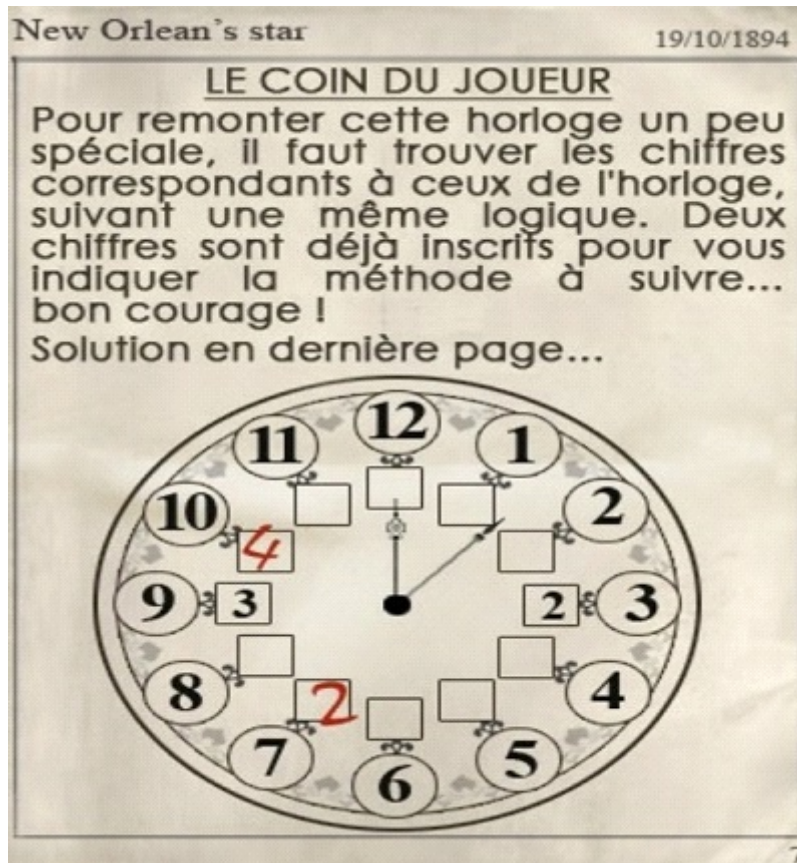 New Orlean's star
19/10/1894
LE COIN DU JOUEUR
Pour remonter cette horloge un peu
spéciale, il faut trouver les chiffres
correspondants à ceux de l'horloge,
suivant une même logique. Deux
chiffres sont déjà inscrits pour vous
indiquer la méthode à suivre...
bon courage !
Solution en dernière page...
12
11
1
10
2
4
9
3
2
3
8
4
2
7
5
6